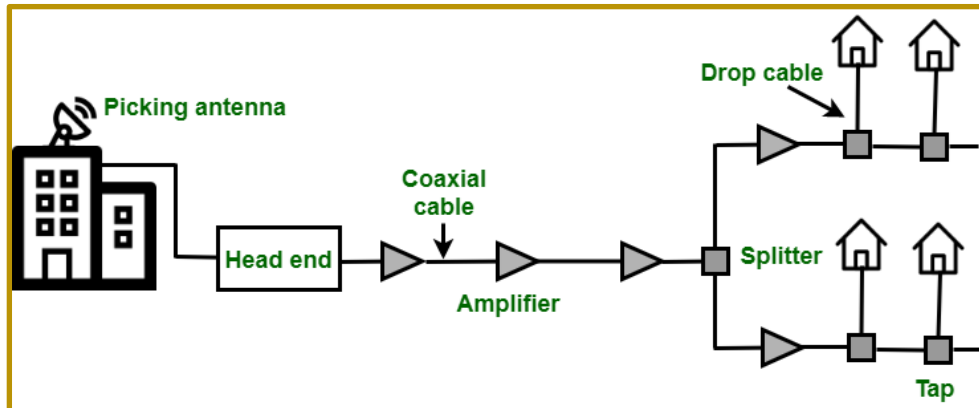 Drop cable
Picking antenna
Coaxial
cable
Head end
Splitter
Amplifier
Tap